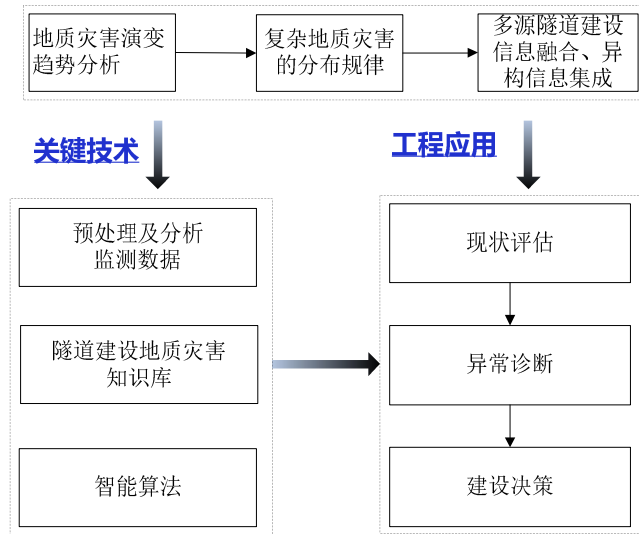 地质灾害演变
趋势分析
复杂地质灾害
的分布规律
多源隧道建设
信息融合、异
构信息集成
关键技术
工程应用
预处理及分析
监测数据
隧道建设地质灾害
知识库
智能算法
现状评估
异常诊断
建设决策